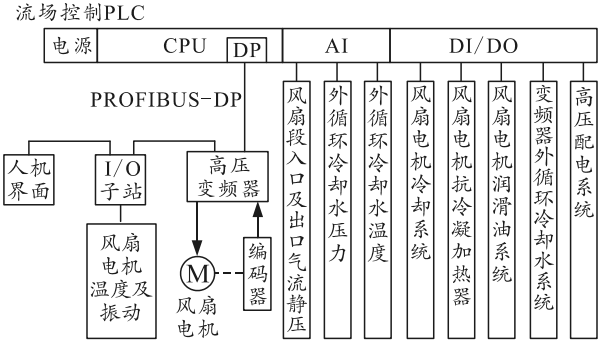 流场控制PLC
电源
CPU
DP
AI
DI/DO
PROFIBUS-DP
人机
界面
I/O
子站
高压
变频器
风扇
电机
温度及
振动
M
风扇
电机
编码器
风扇段入口及出口气流静压
外循环冷却水压力
外循环冷却水温度
风扇电机冷却系统
风扇电机抗冷凝加热器
风扇电机润滑油系统
变频器外循环冷却水系统
高压配电系统